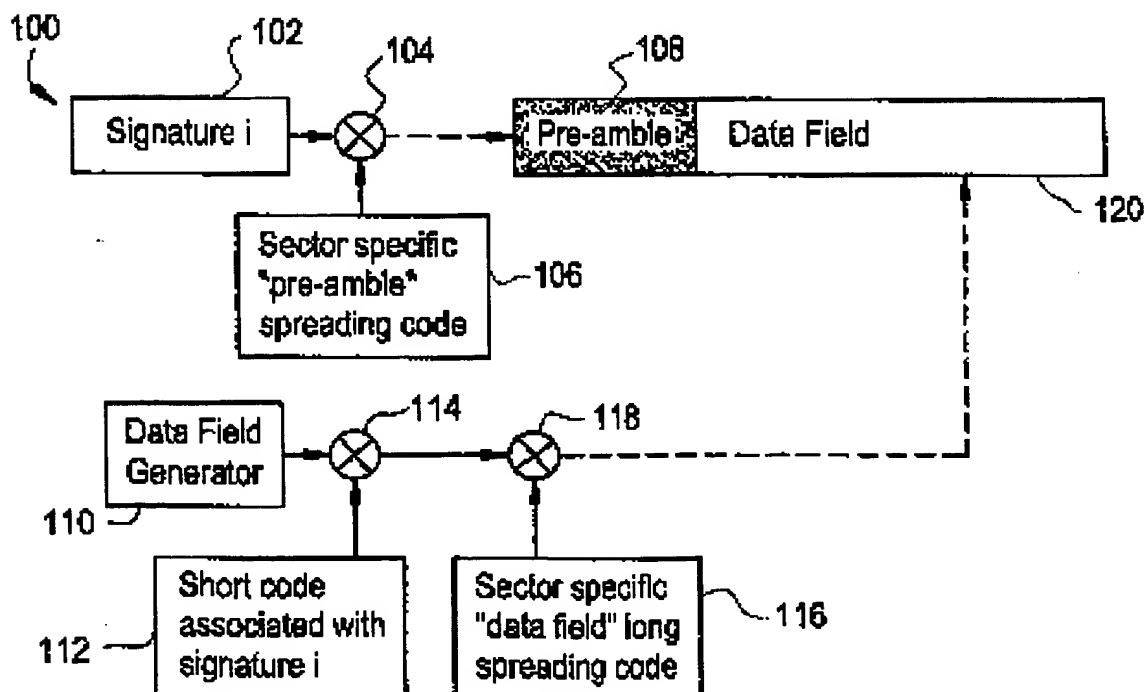 100
102
104
108
Signature i
Pre-amble
Data Field
120
Sector specific
"pre-amble"
spreading code
106
114
118
Data Field
Generator
110
Short code
associated with
signature i
112
Sector specific
"data field" long
spreading code
116